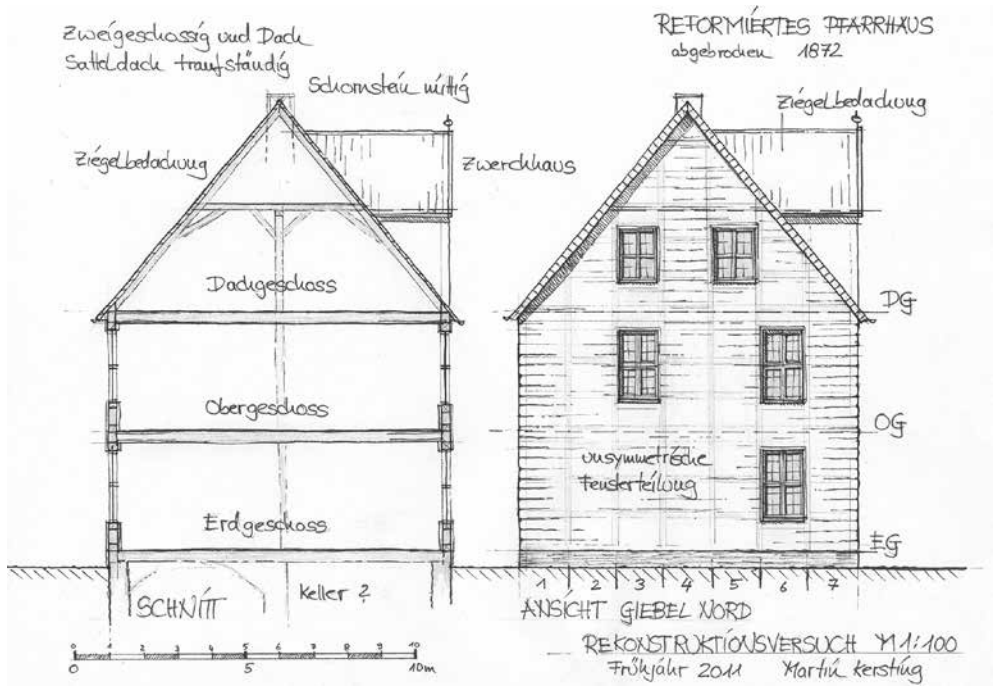 Zweigeschossig und Dach
Satteldach traufständig
Schornstein mittig
Ziegelbedachung
Zwerchhaus
Dachgeschoss
Obergeschoss
Erdgeschoss
Keller ?
SCHNITT
0 1 2 3 4 5 6 7 8 9 10
0 5 10m
REFORMIERTES PFARRHAUS
abgebrochen 1872
Ziegelbedachung
DG
OG
unsymmetrische
Fensterteilung
EG
1 2 3 4 5 6 7
ANSICHT GIEBEL NORD
REKONSTRUKTIONSVERSUCH M 1:100
Frühjahr 2011 Martin Kersting